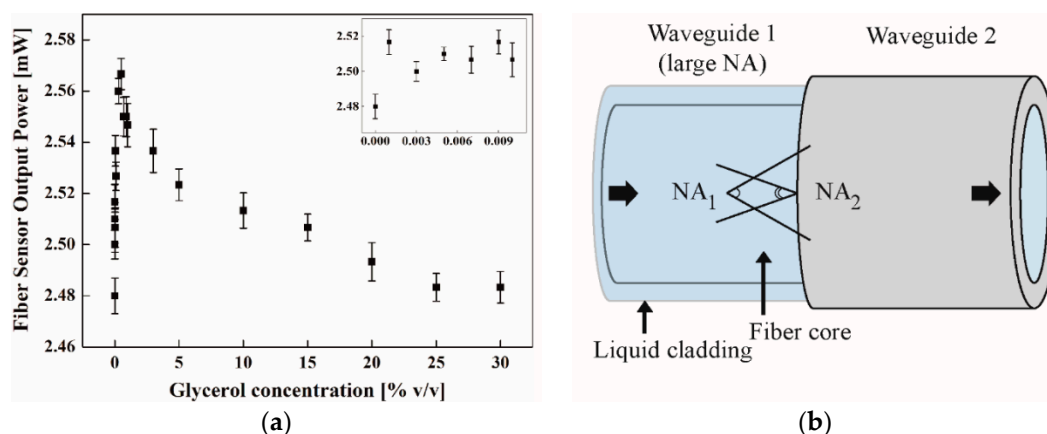 Fiber Sensor Output Power [mW]
2.58
2.56
2.54
2.52
2.50
2.48
2.46
0 5 10 15 20 25 30
Glycerol concentration [% v/v]
2.52
2.50
2.48
0.000 0.003 0.006 0.009
(a)
Waveguide 1
(large NA)
Waveguide 2
NA1
NA2
Fiber core
Liquid cladding
(b)